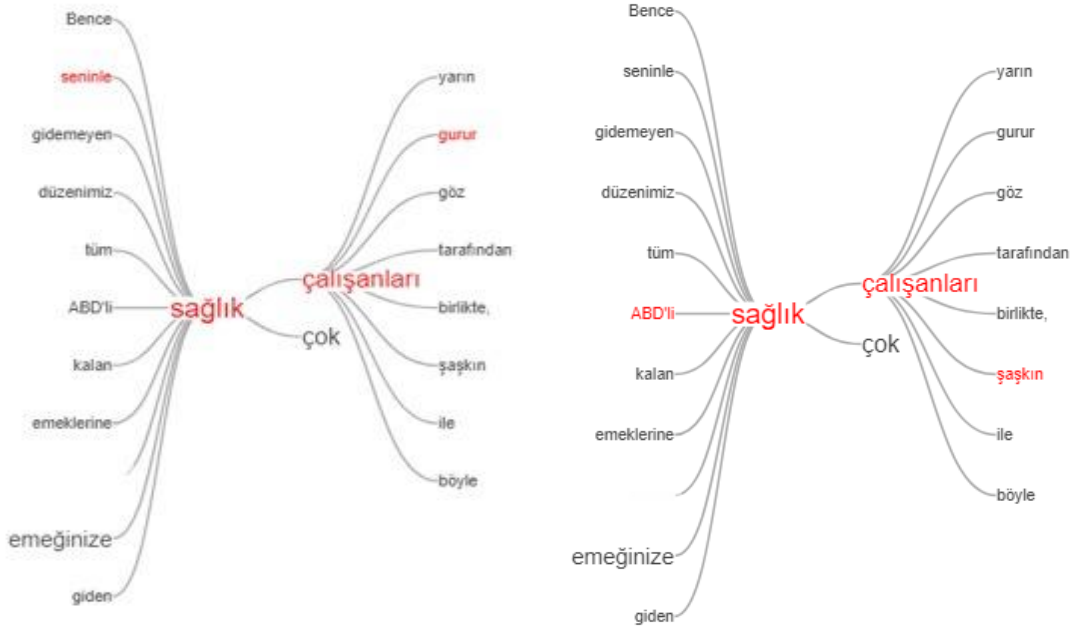 Bence
seninle
gidemeyen
düzenimiz
tüm
ABD'li
kalan
emeklerine
emeğinize
giden
sağlık
çalışanları
çok
yarın
gurur
göz
tarafından
birlikte,
şaşkın
ile
böyle
Bence
seninle
gidemeyen
düzenimiz
tüm
ABD'li
kalan
emeklerine
emeğinize
giden
sağlık
çalışanları
çok
yarın
gurur
göz
tarafından
birlikte,
şaşkın
ile
böyle